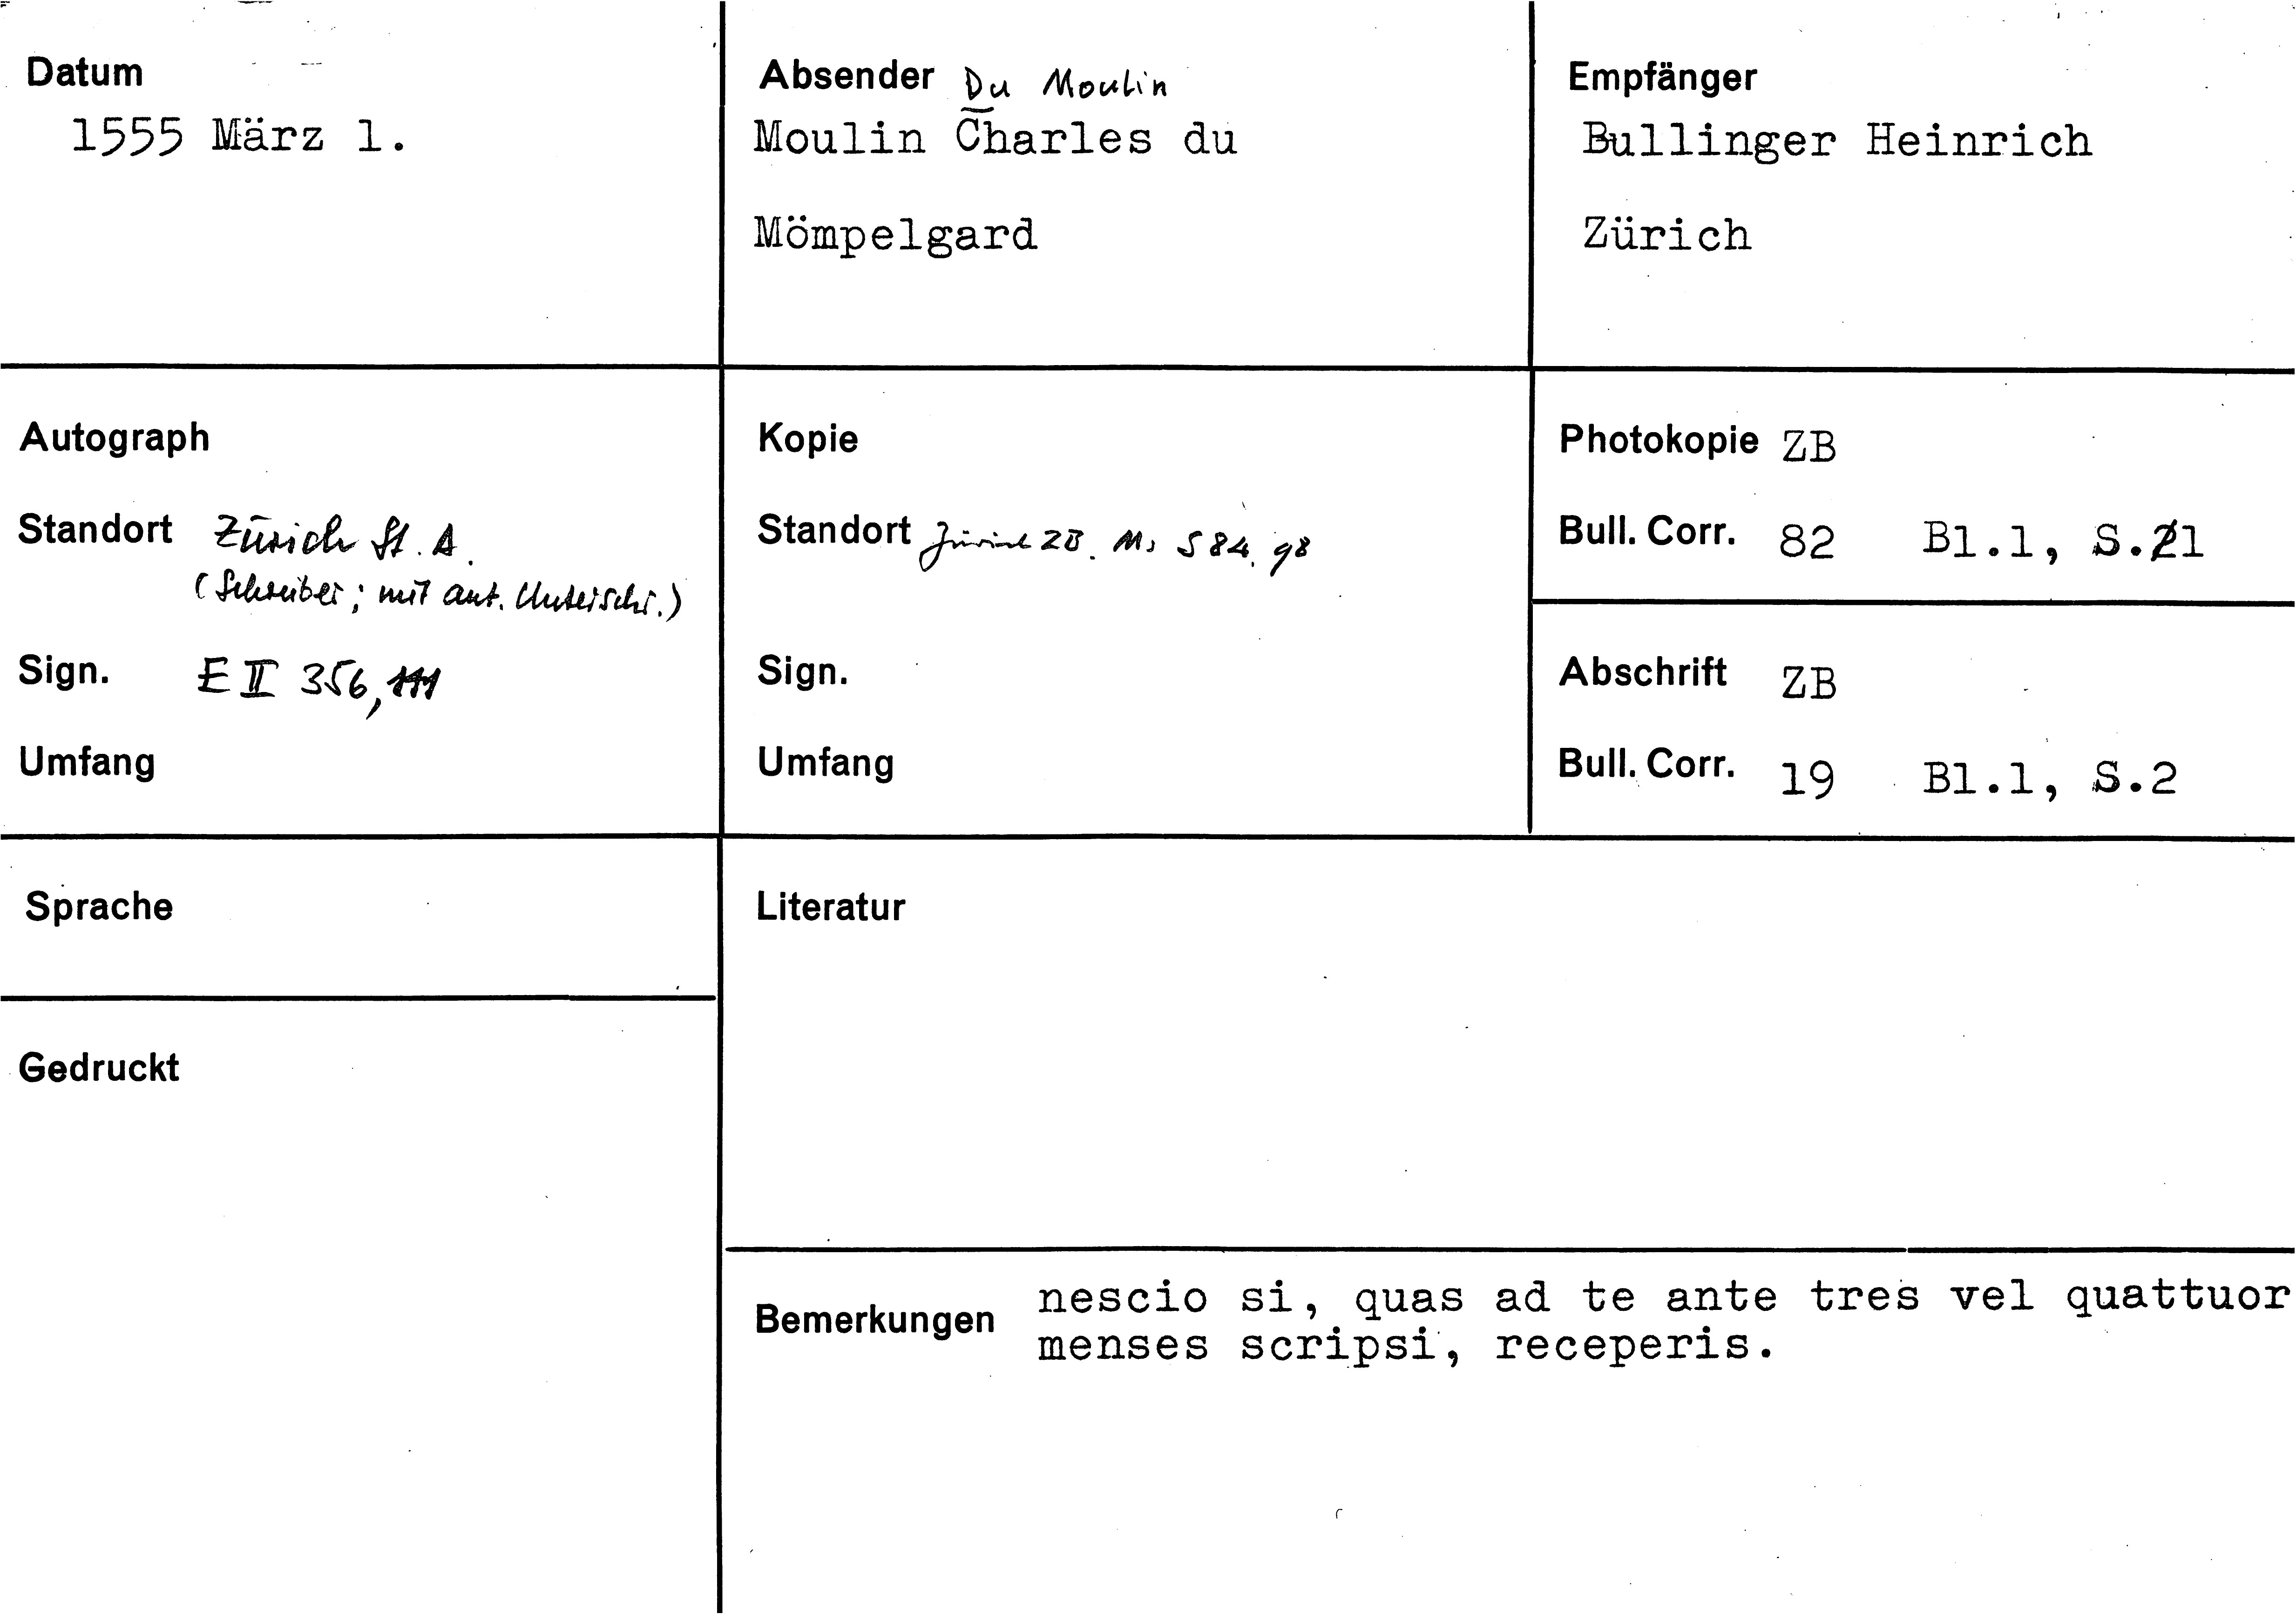 Datum
1555 März 1.
Absender Du Moulin
Moulin Charles du
Mömpelgard
Empfänger
Bullinger Heinrich
Zürich
Autograph
Standort Zürich St. A.
(Schreiber; mit aut. Unterschr.)
Sign. E II 356, 111
Umfang
Kopie
Standort Zürich ZB. Ms S 84, 98
Sign.
Umfang
Photokopie ZB
Bull. Corr. 82 Bl.1, S.21
Abschrift ZB
Bull. Corr. 19 Bl.1, S.2
Sprache
Literatur
Gedruckt
Bemerkungen nescio si, quas ad te ante tres vel quattuor
menses scripsi, receperis.